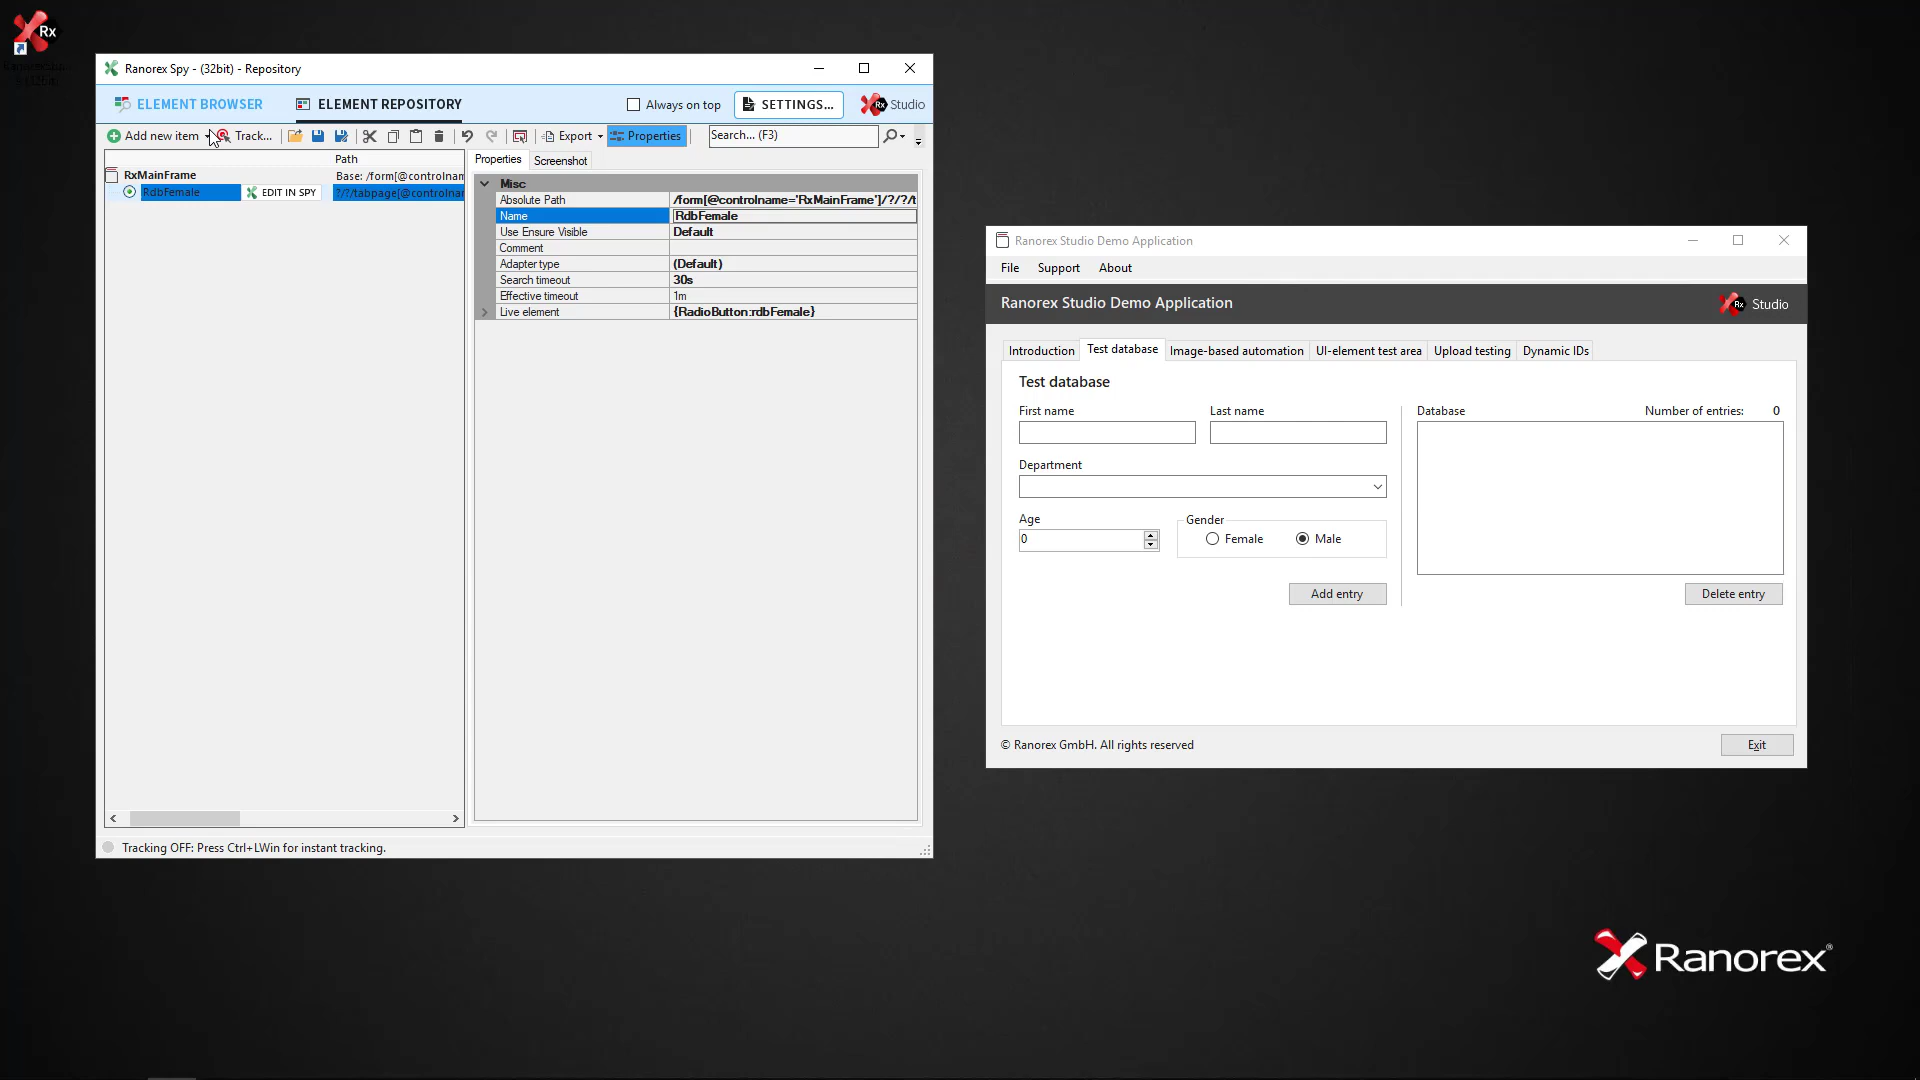 Rx
Ranorex Spy - (32bit) - Repository
ELEMENT BROWSER
ELEMENT REPOSITORY
Always on top
SETTINGS...
Rx Studio
Add new item
Track...
Export
Properties
Search... (F3)
Path
RxMainFrame
Base: /form[@controlnam
RdbFemale
EDIT IN SPY
?/?/tabpage[@controlnar
Properties
Screenshot
Misc
Absolute Path
/form[@controlname='RxMainFrame']/?/?/t
Name
RdbFemale
Use Ensure Visible
Default
Comment
Adapter type
(Default)
Search timeout
30s
Effective timeout
1m
Live element
{RadioButton:rdbFemale}
Tracking OFF: Press Ctrl+LWin for instant tracking.
Ranorex Studio Demo Application
File
Support
About
Ranorex Studio Demo Application
Rx Studio
Introduction
Test database
Image-based automation
UI-element test area
Upload testing
Dynamic IDs
Test database
First name
Last name
Database
Number of entries: 0
Department
Age
0
Gender
Female
Male
Add entry
Delete entry
© Ranorex GmbH. All rights reserved
Exit
Ranorex®